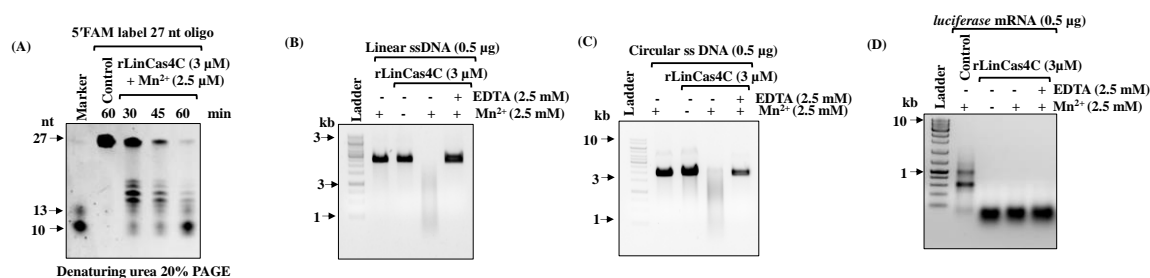 (A)
5′FAM label 27 nt oligo
Marker
Control
rLinCas4C (3 µM)
+ Mn²⁺ (2.5 µM)
nt
60 30 45 60 min
27
13
10
Denaturing urea 20% PAGE
(B)
Linear ssDNA (0.5 µg)
rLinCas4C (3 µM)
Ladder
- - - + EDTA (2.5 mM)
+ - + + Mn²⁺ (2.5 mM)
kb
3
3
1
(C)
Circular ss DNA (0.5 µg)
rLinCas4C (3 µM)
Ladder
- - - + EDTA (2.5 mM)
+ - + + Mn²⁺ (2.5 mM)
kb
10
3
1
(D)
luciferase mRNA (0.5 µg)
Ladder
Control
rLinCas4C (3µM)
- - - + EDTA (2.5 mM)
+ - + + Mn²⁺ (2.5 mM)
kb
10
1